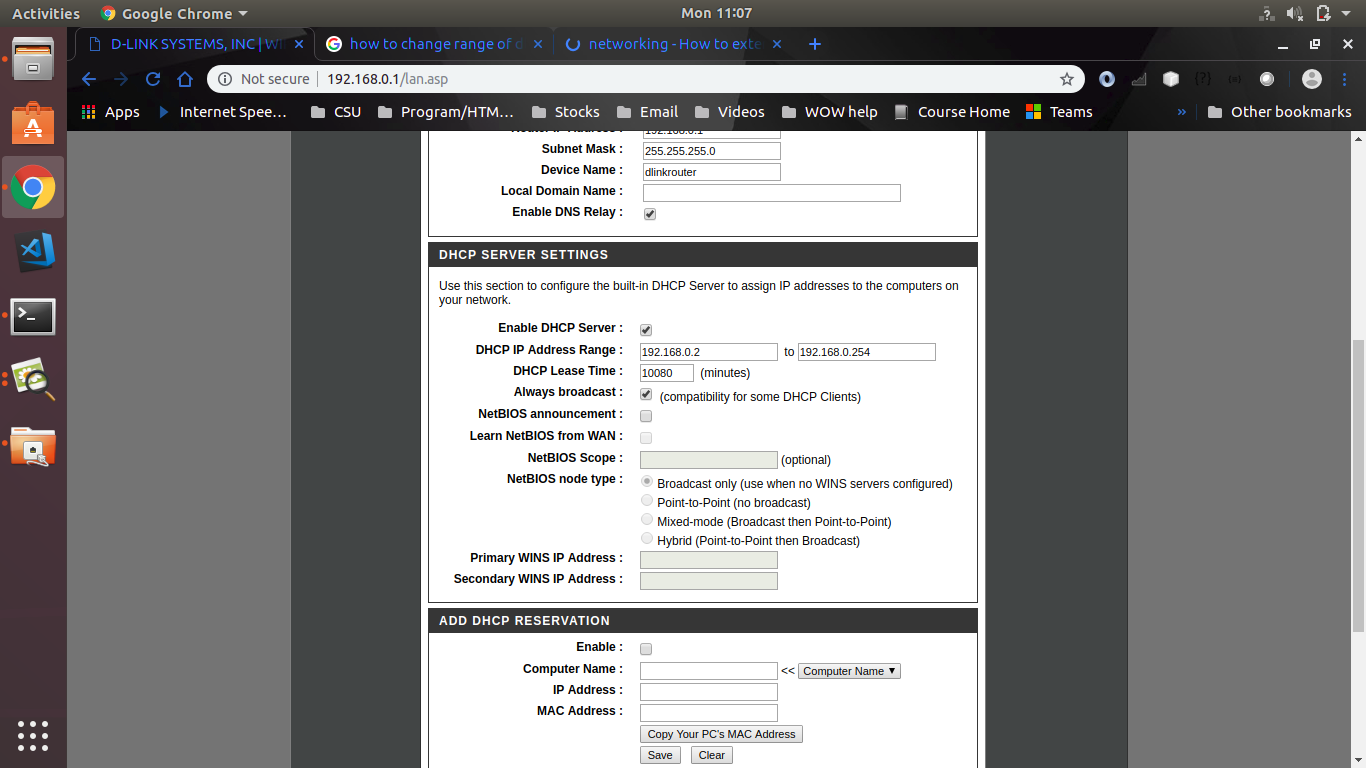 Activities Google Chrome Mon 11:07
D-LINK SYSTEMS, INC | WI how to change range of d networking - How to exte
Not secure 192.168.0.1/lan.asp
Apps Internet Spee... CSU Program/HTM... Stocks Email Videos WOW help Course Home Teams » Other bookmarks
Router IP Address : 192.168.0.1
Subnet Mask : 255.255.255.0
Device Name : dlinkrouter
Local Domain Name :
Enable DNS Relay :
DHCP SERVER SETTINGS
Use this section to configure the built-in DHCP Server to assign IP addresses to the computers on
your network.
Enable DHCP Server :
DHCP IP Address Range : 192.168.0.2 to 192.168.0.254
DHCP Lease Time : 10080 (minutes)
Always broadcast : (compatibility for some DHCP Clients)
NetBIOS announcement :
Learn NetBIOS from WAN :
NetBIOS Scope : (optional)
NetBIOS node type : Broadcast only (use when no WINS servers configured)
Point-to-Point (no broadcast)
Mixed-mode (Broadcast then Point-to-Point)
Hybrid (Point-to-Point then Broadcast)
Primary WINS IP Address :
Secondary WINS IP Address :
ADD DHCP RESERVATION
Enable :
Computer Name : << Computer Name
IP Address :
MAC Address :
Copy Your PC's MAC Address
Save Clear